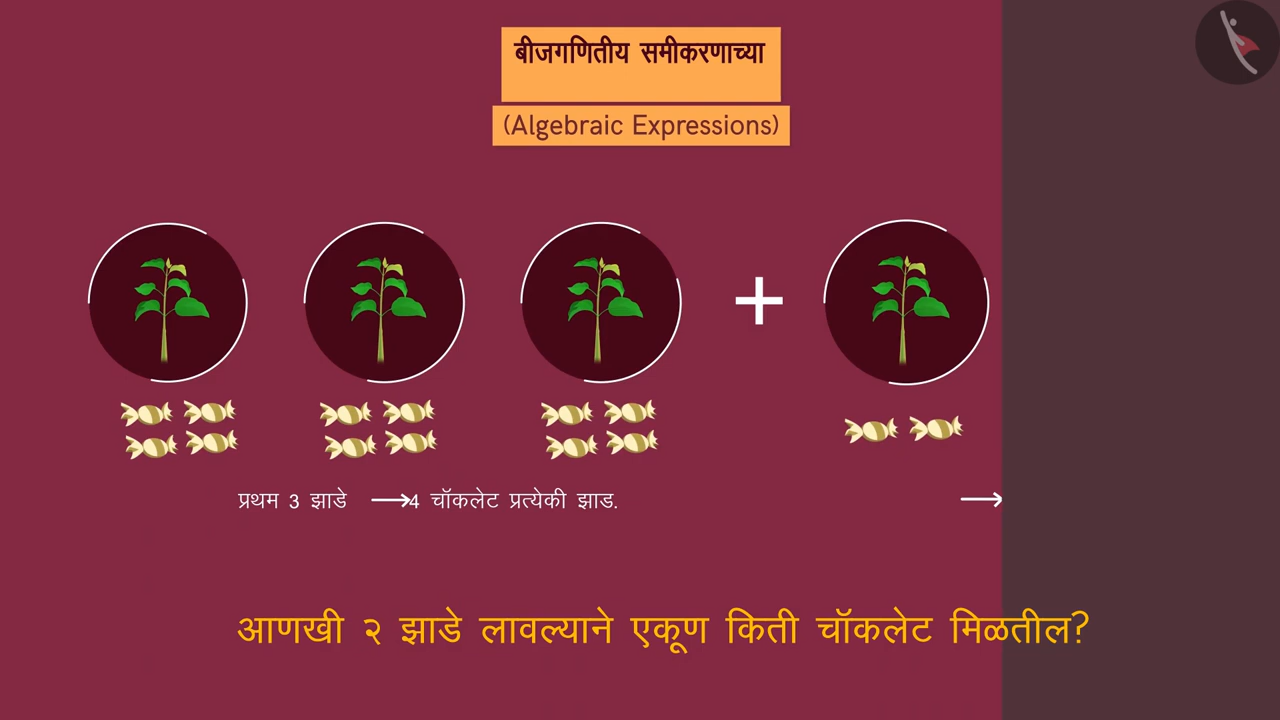 बीजगणितीय समीकरणाच्या
(Algebraic Expressions)
प्रथम 3 झाडे → 4 चॉकलेट प्रत्येकी झाड. →
आणखी २ झाडे लावल्याने एकूण किती चॉकलेट मिळतील?